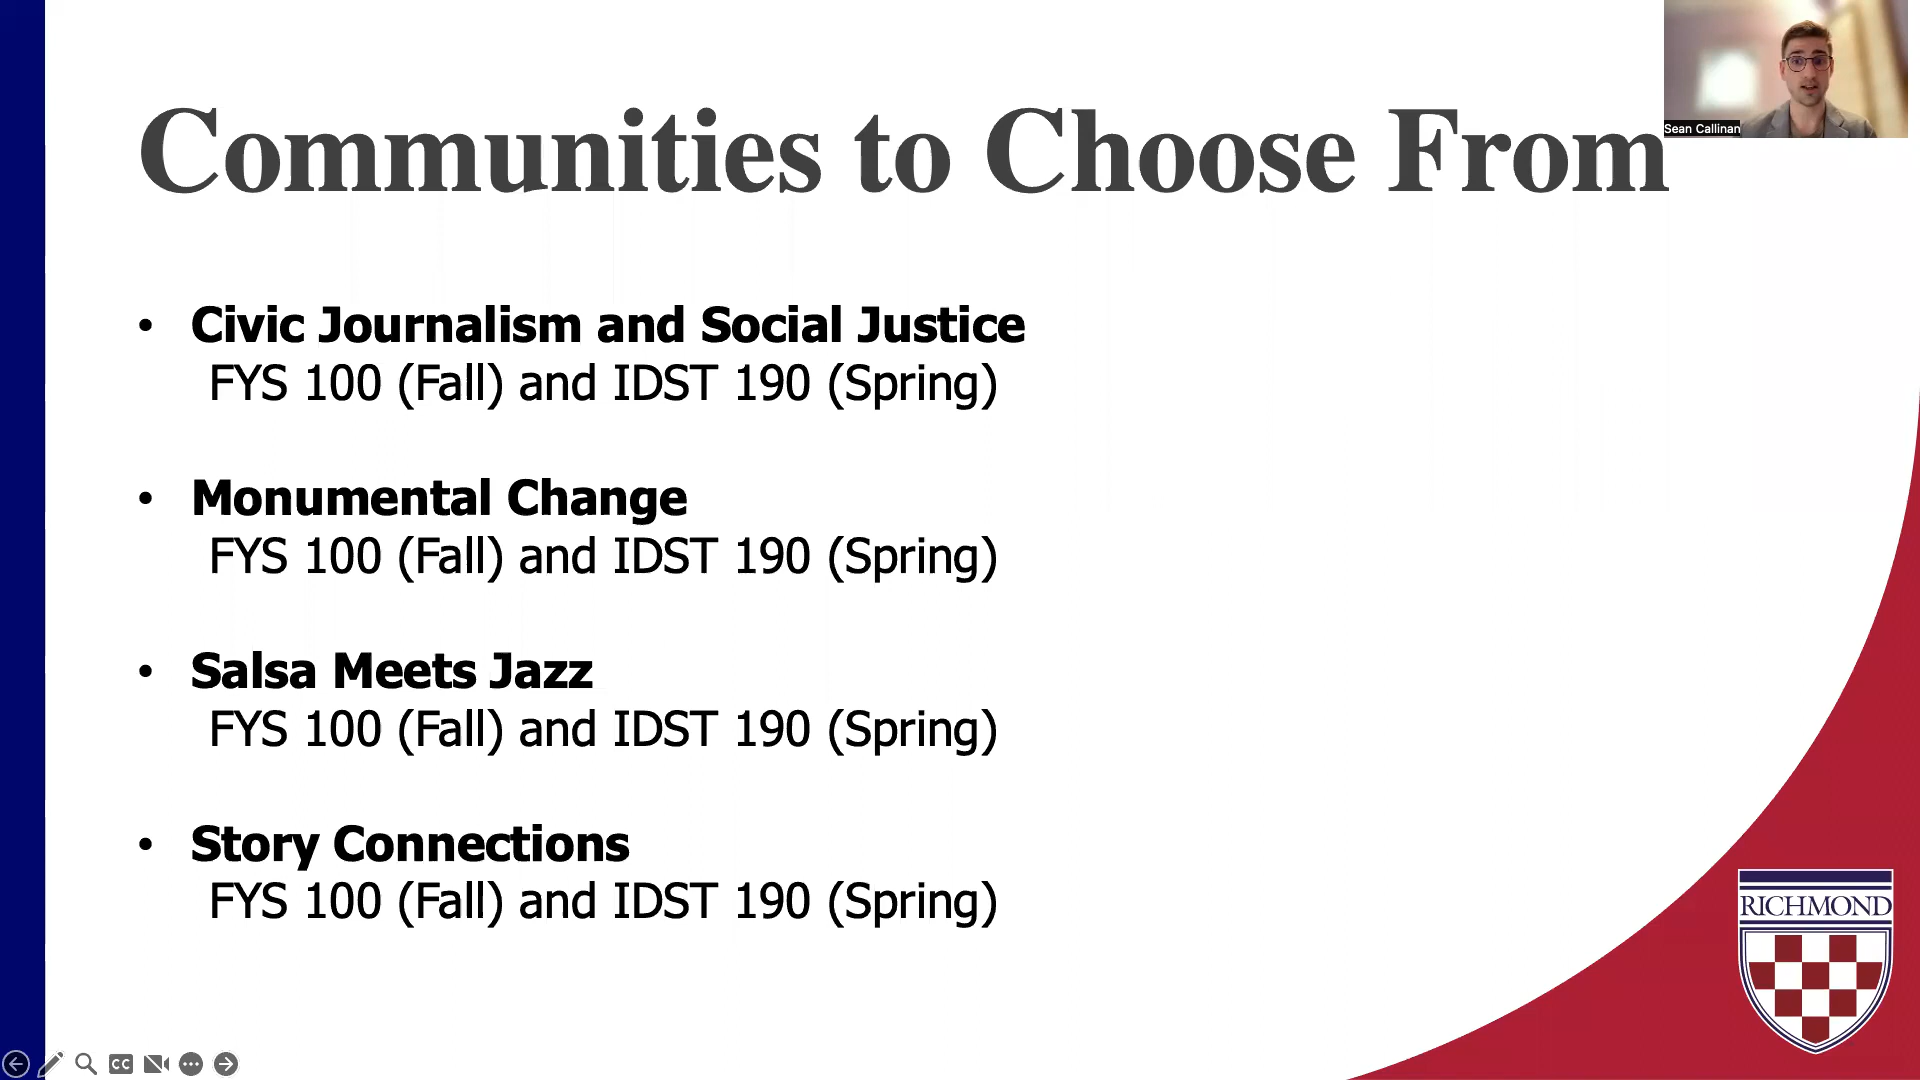 Communities to Choose From
Sean Callinan
• Civic Journalism and Social Justice
FYS 100 (Fall) and IDST 190 (Spring)
• Monumental Change
FYS 100 (Fall) and IDST 190 (Spring)
• Salsa Meets Jazz
FYS 100 (Fall) and IDST 190 (Spring)
• Story Connections
FYS 100 (Fall) and IDST 190 (Spring)
RICHMOND
CC